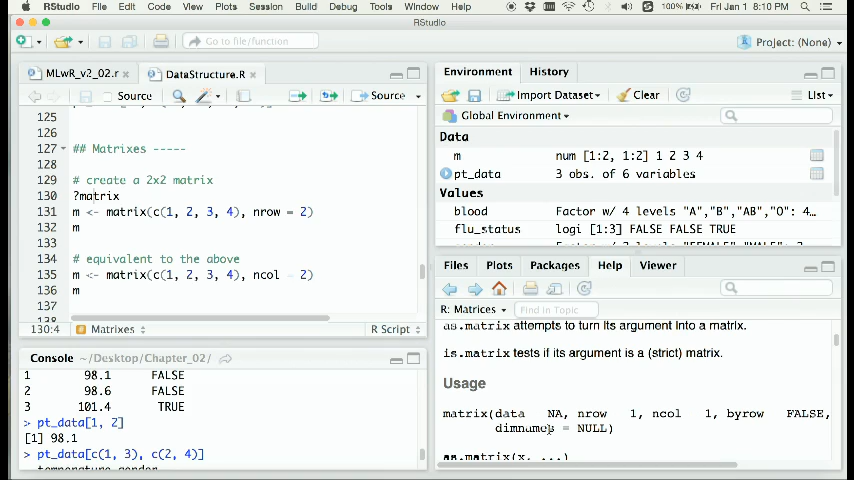 RStudio File Edit Code View Plots Session Build Debug Tools Window Help 100% Fri Jan 1 8:10 PM
RStudio
Go to file/function Project: (None)
MLwR_v2_02.r DataStructure.R
Source Source
125
126
127 ## Matrixes -----
128
129 # create a 2x2 matrix
130 ?matrix
131 m <- matrix(c(1, 2, 3, 4), nrow = 2)
132 m
133
134 # equivalent to the above
135 m <- matrix(c(1, 2, 3, 4), ncol = 2)
136 m
137
138
130:4 Matrixes R Script
Console ~/Desktop/Chapter_02/
1 98.1 FALSE
2 98.6 FALSE
3 101.4 TRUE
> pt_data[1, 2]
[1] 98.1
> pt_data[c(1, 3), c(2, 4)]
temperature gender
Environment History
Import Dataset Clear List
Global Environment
Data
m num [1:2, 1:2] 1 2 3 4
pt_data 3 obs. of 6 variables
Values
blood Factor w/ 4 levels "A","B","AB","O": 4…
flu_status logi [1:3] FALSE FALSE TRUE
Files Plots Packages Help Viewer
R: Matrices Find in Topic
as.matrix attempts to turn its argument into a matrix.
is.matrix tests if its argument is a (strict) matrix.
Usage
matrix(data NA, nrow 1, ncol 1, byrow FALSE,
dimnames = NULL)
as.matrix(x, ...)